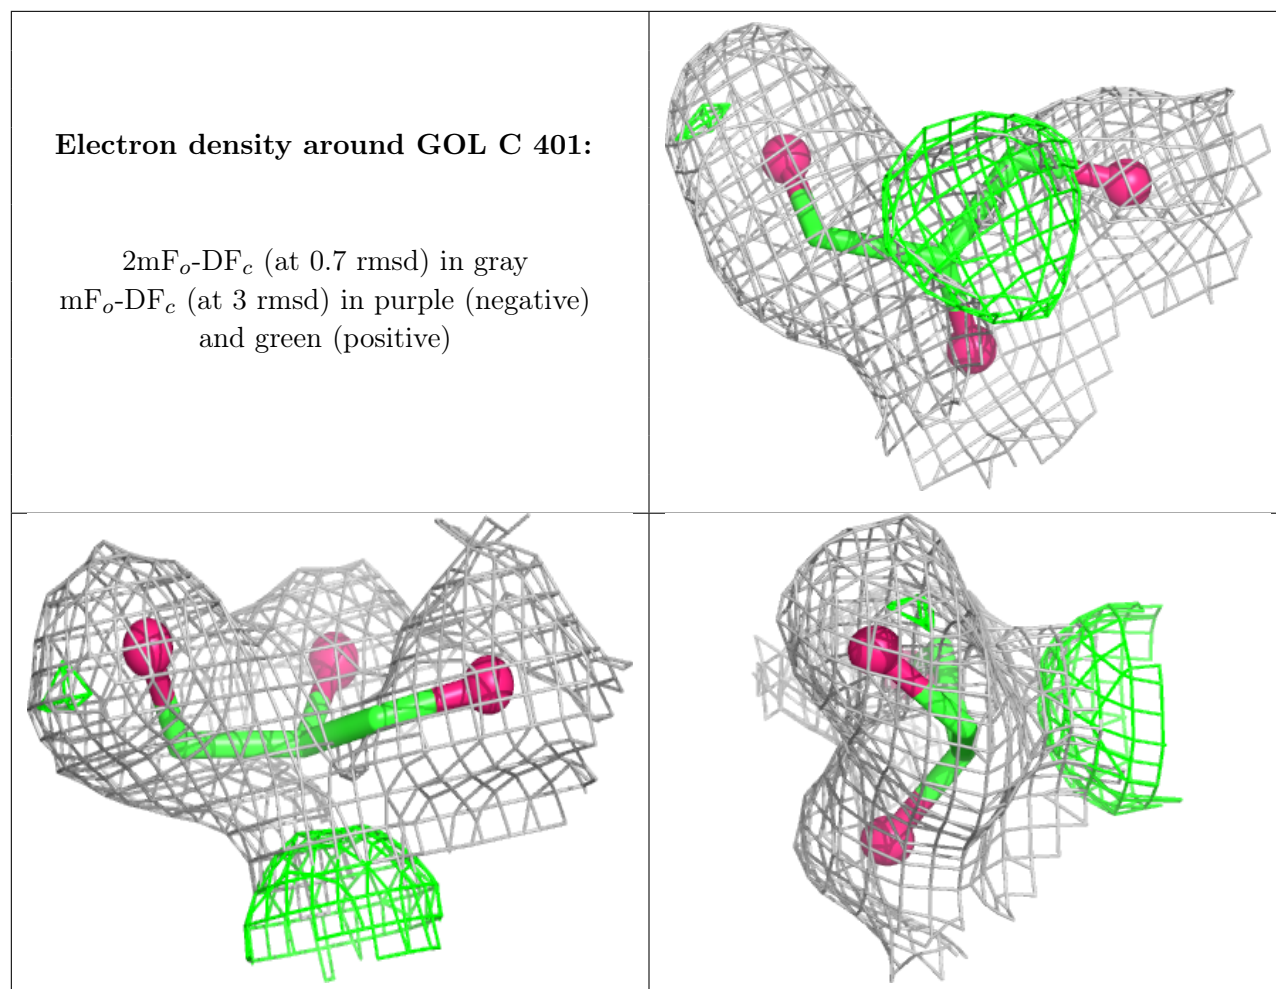 Electron density around GOL C 401:
2mFo-DFc (at 0.7 rmsd) in gray
mFo-DFc (at 3 rmsd) in purple (negative)
and green (positive)